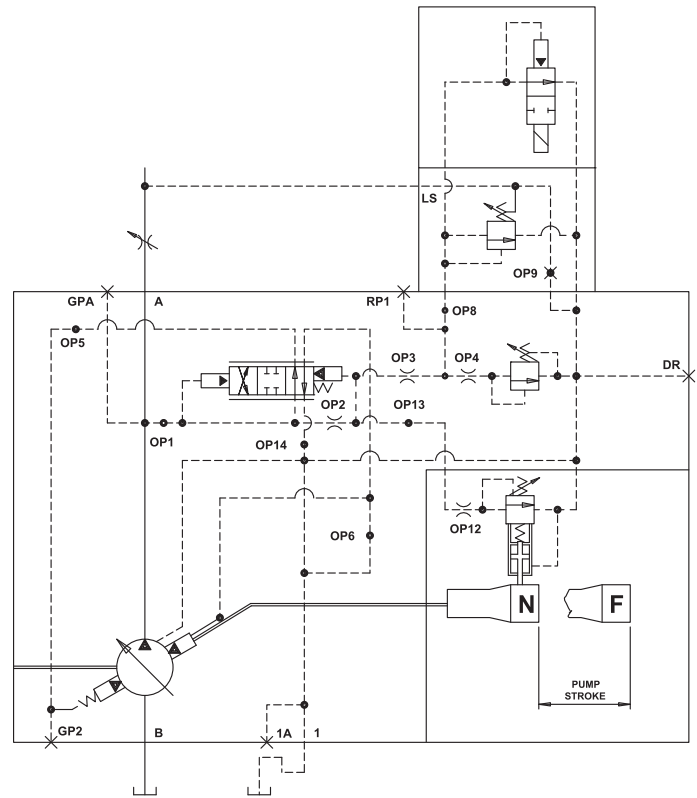 LS
OP9
GPA
A
RP1
OP8
OP5
OP3
OP4
DR
OP2
OP13
OP1
OP14
OP12
OP6
N
F
PUMP
STROKE
GP2
B
1A
1